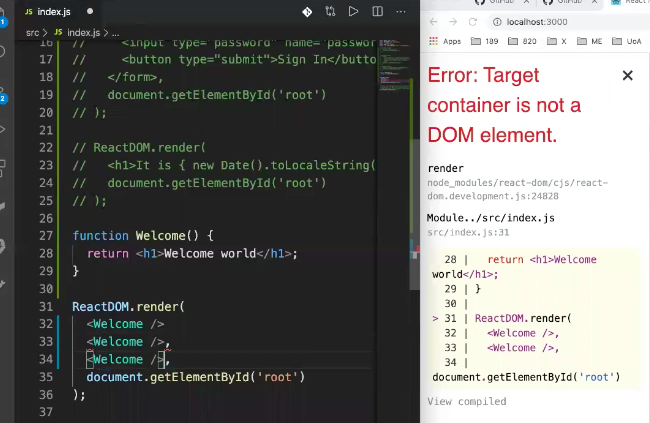 index.js
src > index.js > ...
16 // <input type="password" name="passwor
17 // <button type="submit">Sign In</button
18 // </form>,
19 // document.getElementById('root')
20 // );
21
22 // ReactDOM.render(
23 // <h1>It is { new Date().toLocaleString(
24 // document.getElementById('root')
25 // );
26
27 function Welcome() {
28 return <h1>Welcome world</h1>;
29 }
30
31 ReactDOM.render(
32 <Welcome />
33 <Welcome />,
34 <Welcome />,
35 document.getElementById('root')
36 );
37
GitHub
GitHub
React
localhost:3000
Apps 189 820 X ME UoA
Error: Target
container is not a
DOM element.
render
node_modules/react-dom/cjs/react-
dom.development.js:24828
Module../src/index.js
src/index.js:31
28 | return <h1>Welcome
world</h1>;
29 | }
30 |
> 31 | ReactDOM.render(
32 | <Welcome />,
33 | <Welcome />,
34 |
document.getElementById('root')
View compiled